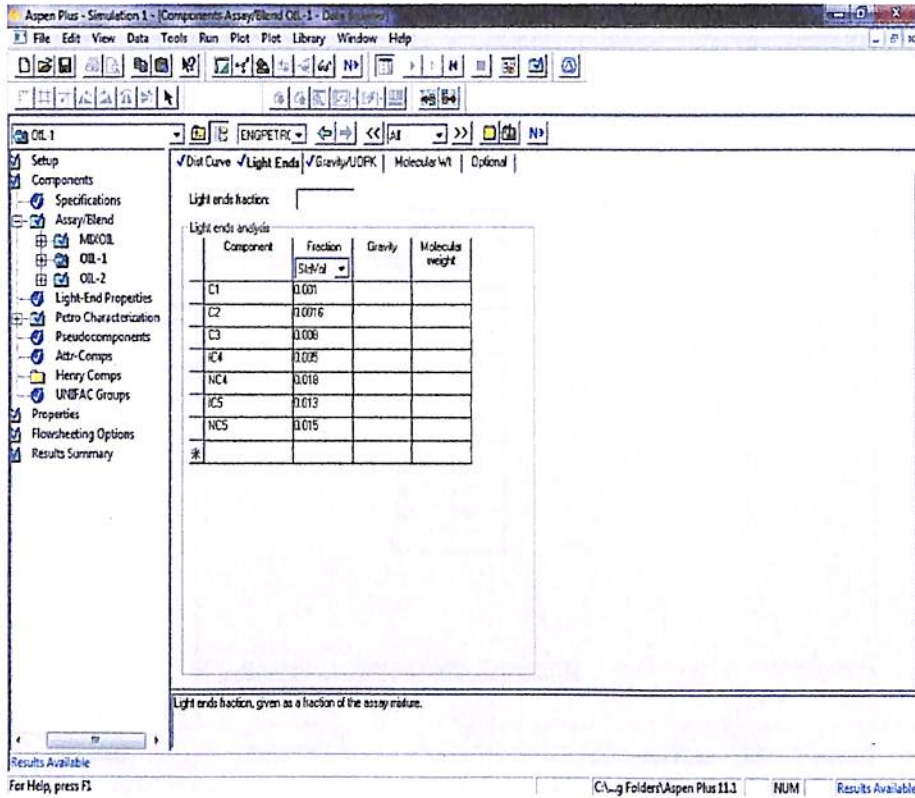 Aspen Plus - Simulation 1 - [Components Assay/Blend OIL-1 - Data Browser]
File Edit View Data Tools Run Plot Plot Library Window Help
OIL-1
ENGPETRC
All
N>
Setup
Components
Specifications
Assay/Blend
MIXOIL
OIL-1
OIL-2
Light-End Properties
Petro Characterization
Pseudocomponents
Attr-Comps
Henry Comps
UNIFAC Groups
Properties
Flowsheeting Options
Results Summary
Dist Curve Light Ends Gravity/UOPK Molecular Wt Optional
Light ends fraction:
Light ends analysis
Component Fraction Gravity Molecular weight
StdVol
C1 0.001
C2 0.0016
C3 0.008
IC4 0.005
NC4 0.018
IC5 0.013
NC5 0.015
Light ends fraction, given as a fraction of the assay mixture.
Results Available
For Help, press F1
C:\...g Folders\Aspen Plus 11.1 NUM Results Available